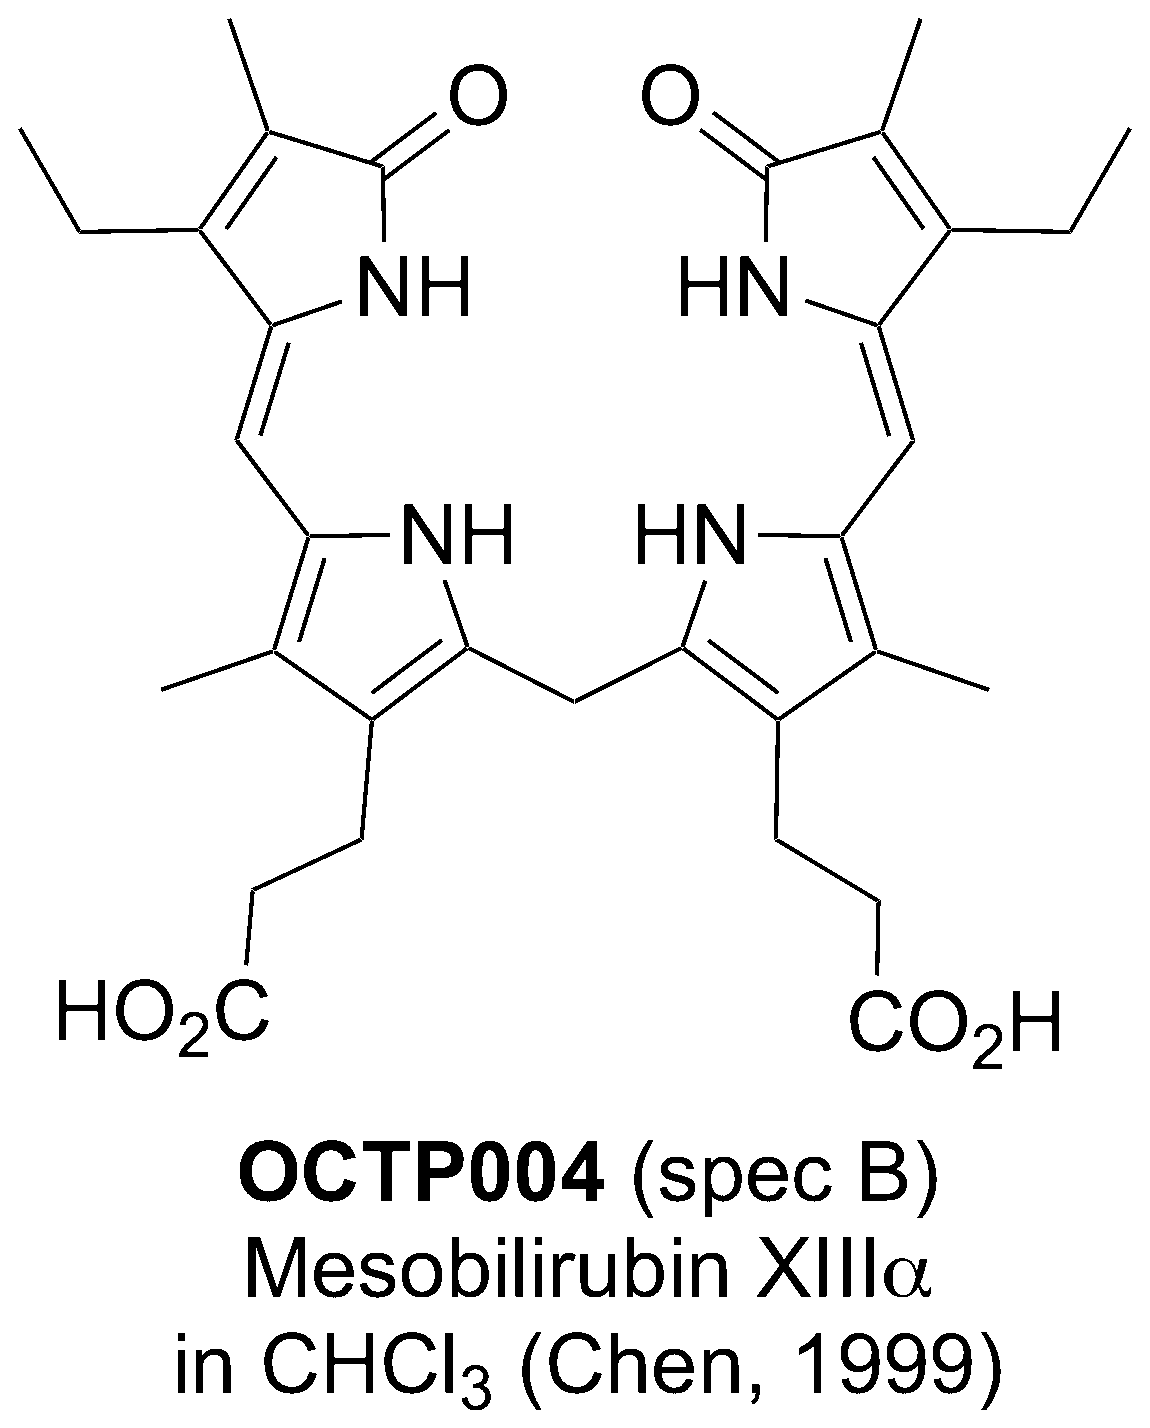 O O
NH HN
NH HN
HO₂C CO₂H
OCTP004 (spec B)
Mesobilirubin XIIIα
in CHCl₃ (Chen, 1999)